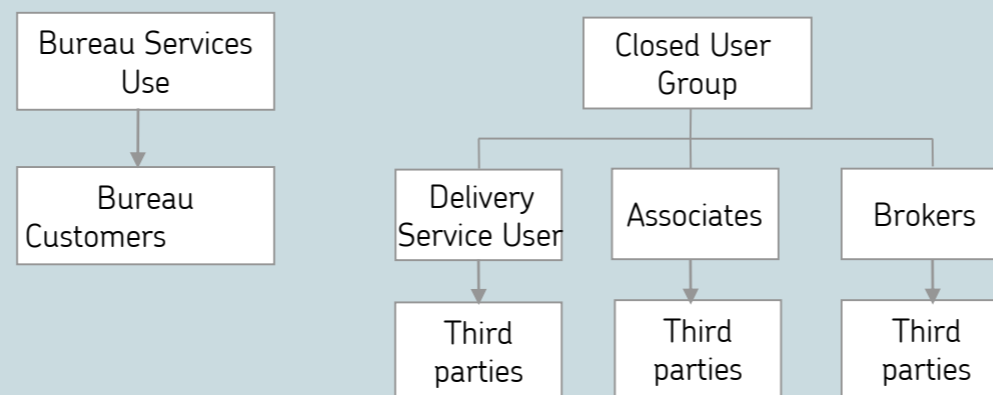 Bureau Services
Use
Bureau
Customers
Closed User
Group
Delivery
Service User
Associates
Brokers
Third
parties
Third
parties
Third
parties